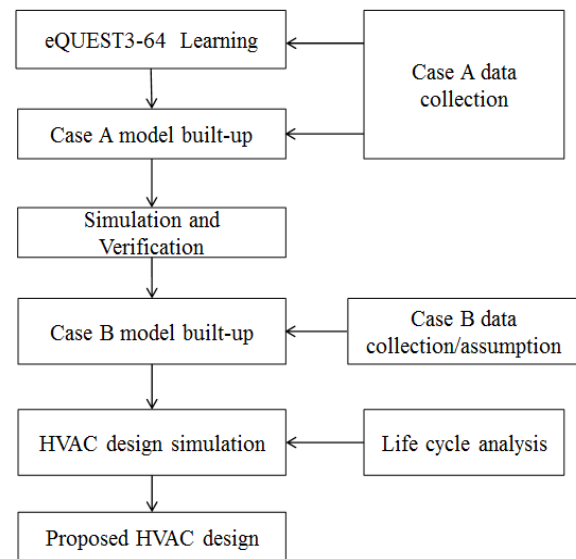 eQUEST3-64 Learning
Case A data
collection
Case A model built-up
Simulation and
Verification
Case B model built-up
Case B data
collection/assumption
HVAC design simulation
Life cycle analysis
Proposed HVAC design